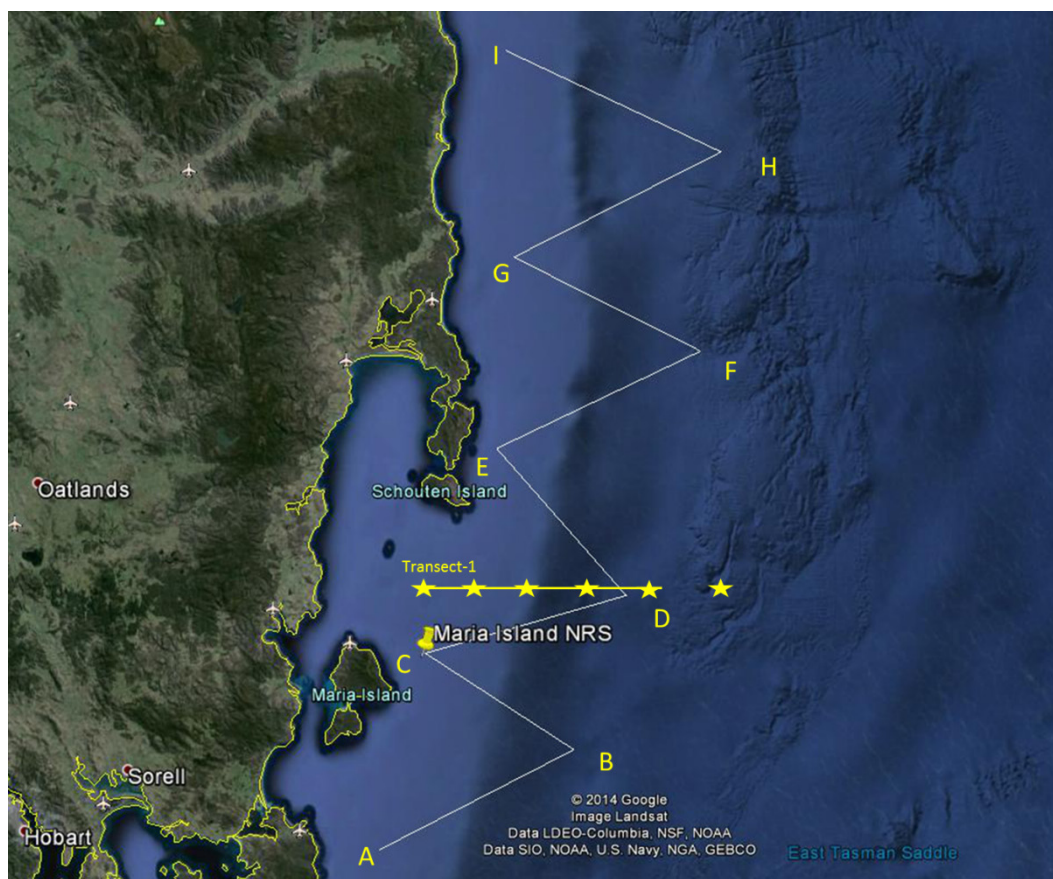 I
H
G
F
E
Oatlands
Schouten Island
Transect-1
D
Maria Island NRS
C
Maria Island
B
Sorell
© 2014 Google
Image Landsat
Hobart
Data LDEO-Columbia, NSF, NOAA
Data SIO, NOAA, U.S. Navy, NGA, GEBCO
A
East Tasman Saddle